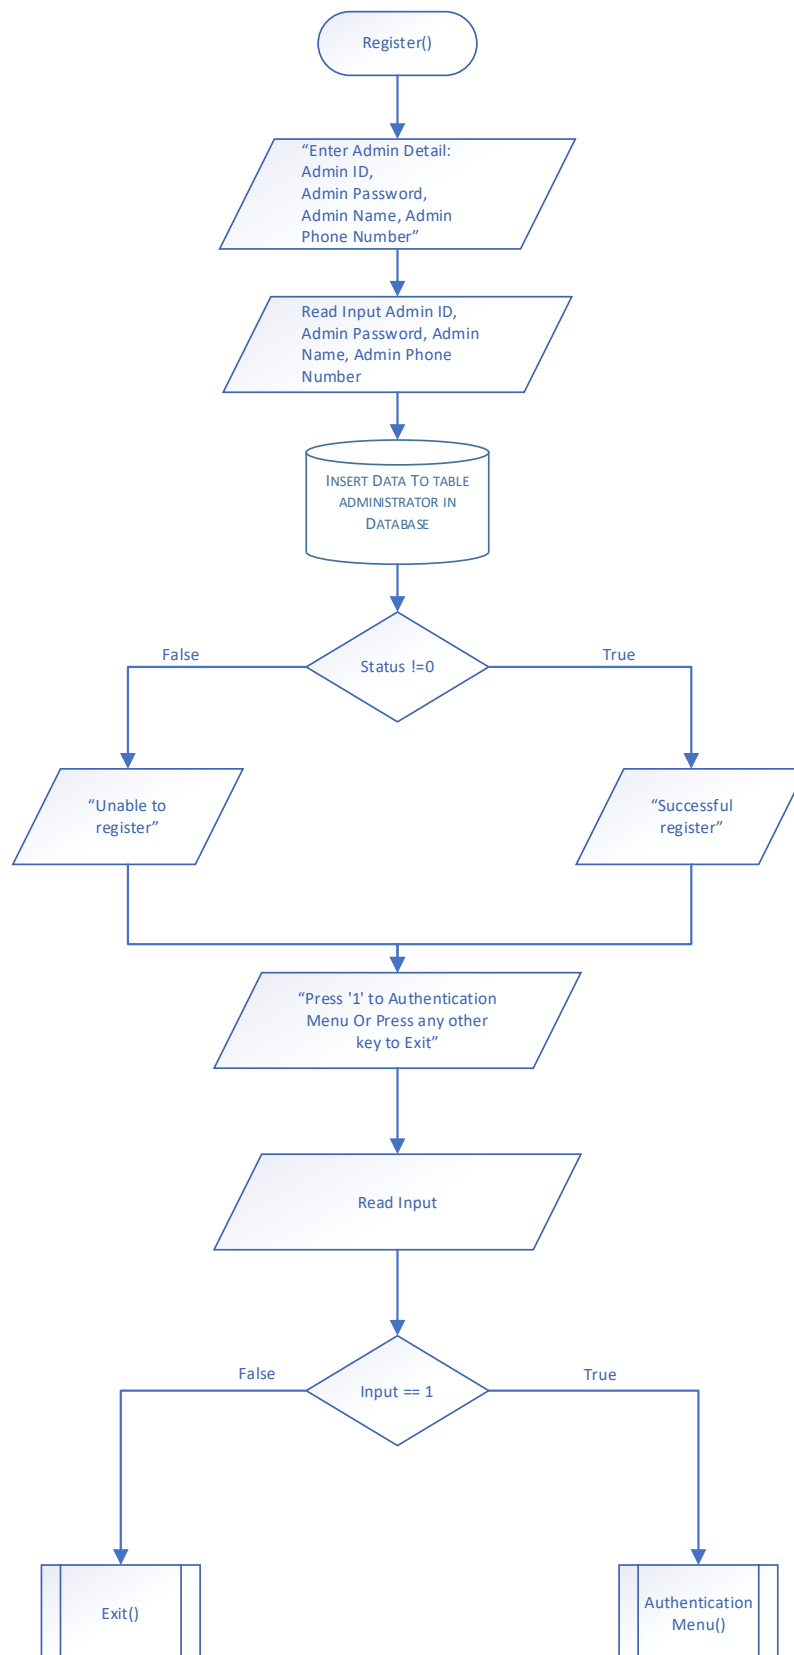 Register()
“Enter Admin Detail:
Admin ID,
Admin Password,
Admin Name, Admin
Phone Number”
Read Input Admin ID,
Admin Password, Admin
Name, Admin Phone
Number
INSERT DATA TO TABLE
ADMINISTRATOR IN
DATABASE
Status !=0
False
True
“Unable to
register”
“Successful
register”
“Press '1' to Authentication
Menu Or Press any other
key to Exit”
Read Input
Input == 1
False
True
Exit()
Authentication
Menu()